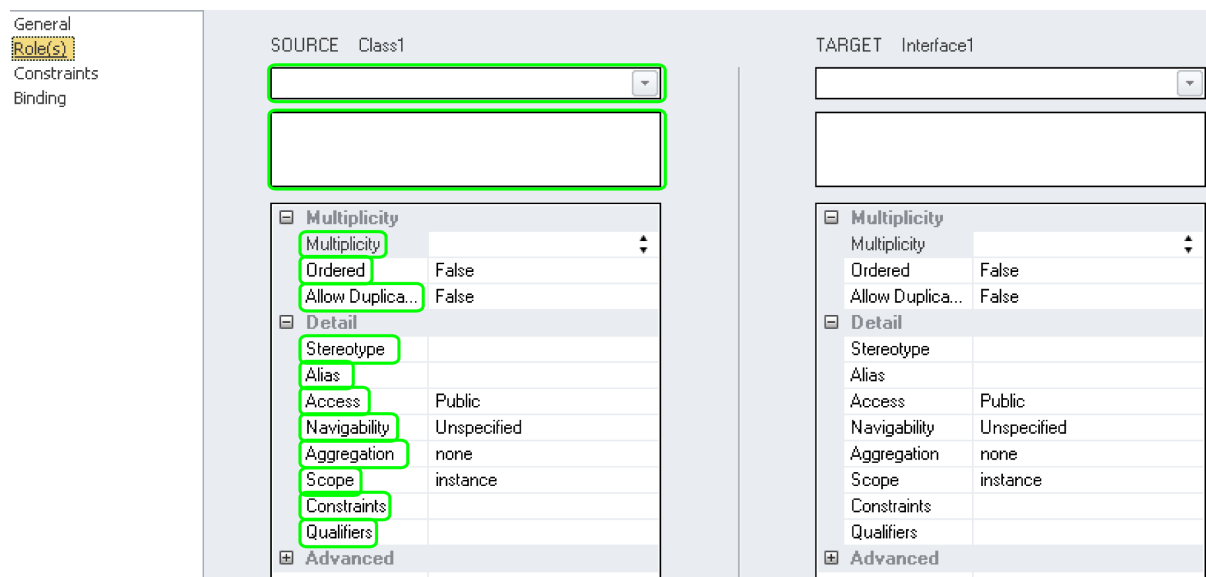 General
Role(s)
Constraints
Binding
SOURCE Class1
Multiplicity
Multiplicity
Ordered False
Allow Duplica... False
Detail
Stereotype
Alias
Access Public
Navigability Unspecified
Aggregation none
Scope instance
Constraints
Qualifiers
Advanced
TARGET Interface1
Multiplicity
Multiplicity
Ordered False
Allow Duplica... False
Detail
Stereotype
Alias
Access Public
Navigability Unspecified
Aggregation none
Scope instance
Constraints
Qualifiers
Advanced